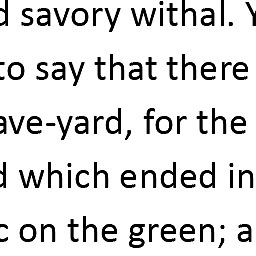 d savory withal. Y
to say that there
ave-yard, for the
d which ended in
c on the green; a